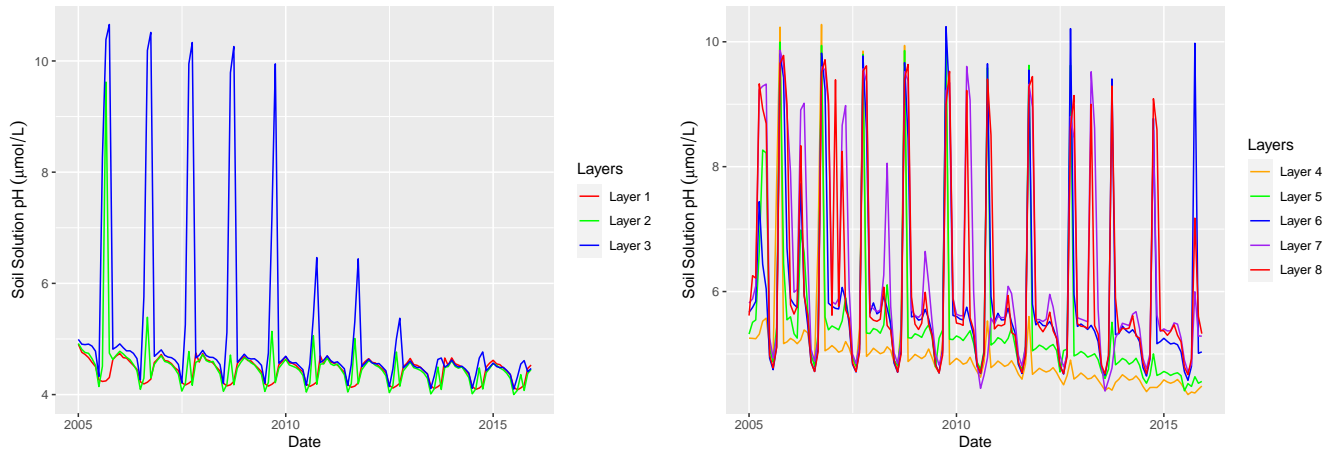 10
8
6
4
2005
2010
2015
Date
Soil Solution pH (μmol/L)
Layers
Layer 1
Layer 2
Layer 3
10
8
6
2005
2010
2015
Date
Soil Solution pH (μmol/L)
Layers
Layer 4
Layer 5
Layer 6
Layer 7
Layer 8